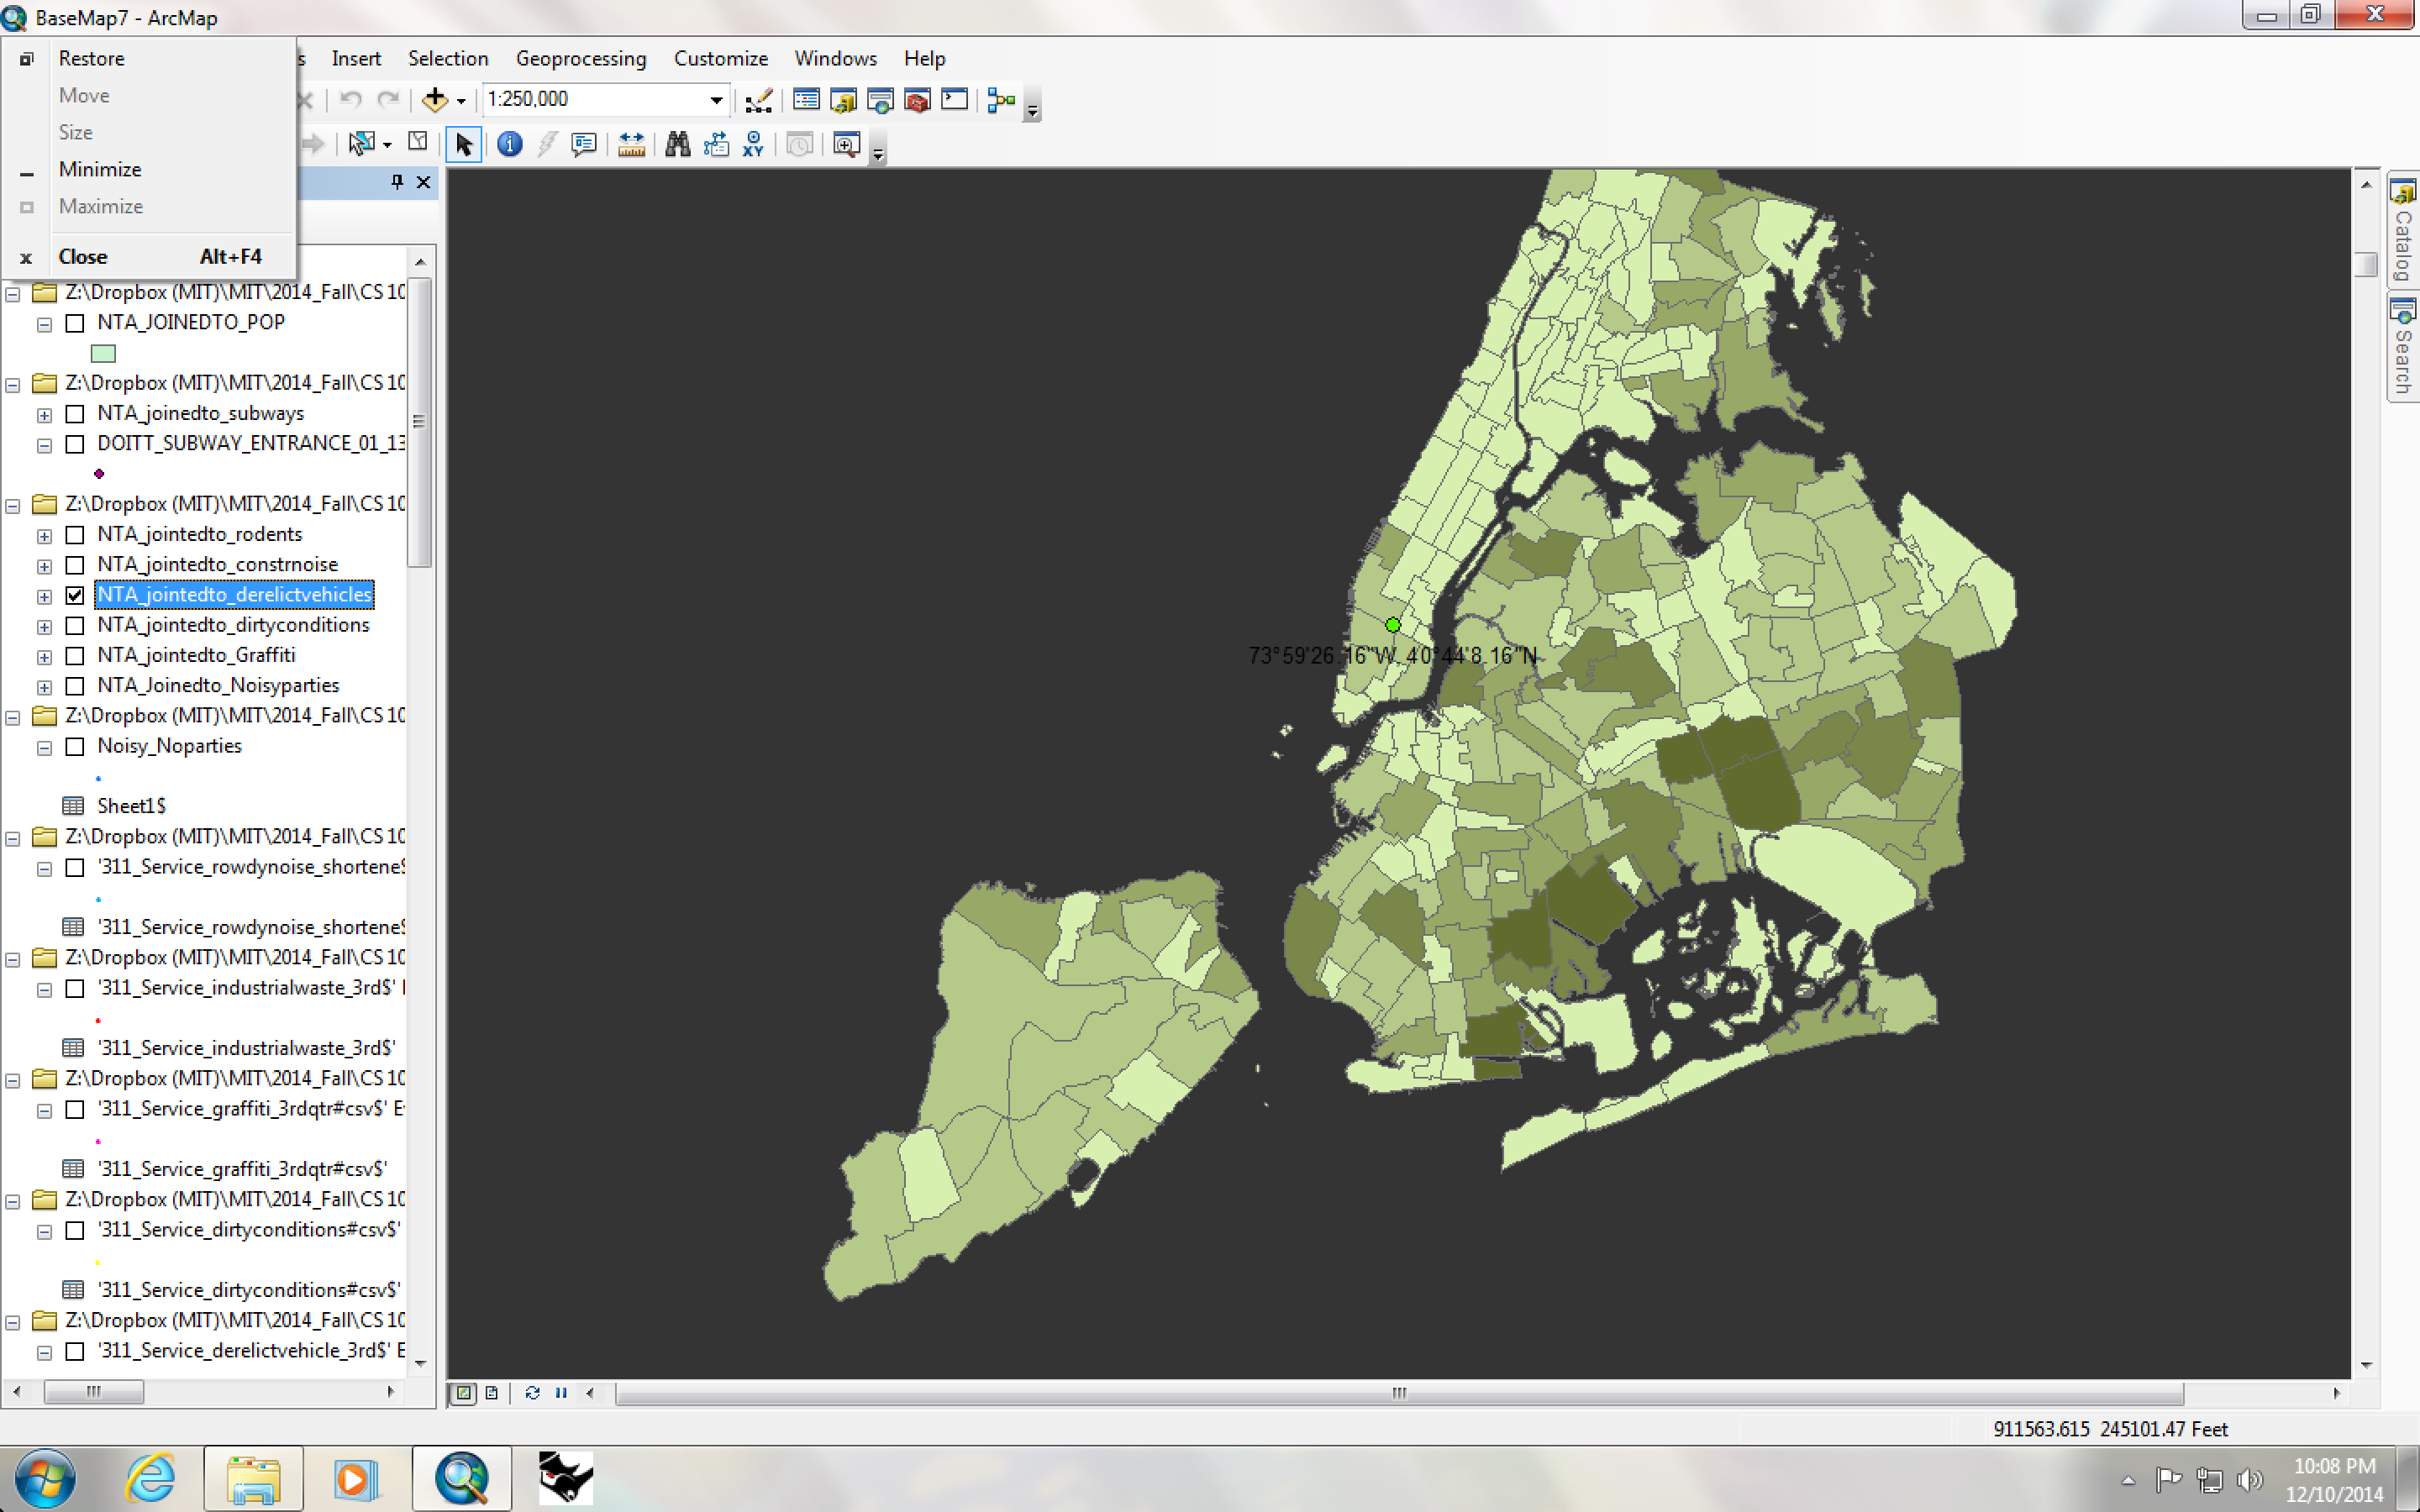 BaseMap7 - ArcMap
Restore
Move
Size
Minimize
Maximize
Close Alt+F4
s Insert Selection Geoprocessing Customize Windows Help
1:250,000
XY
Z:\Dropbox (MIT)\MIT\2014_Fall\CS 10
NTA_JOINEDTO_POP
Z:\Dropbox (MIT)\MIT\2014_Fall\CS 10
NTA_joinedto_subways
DOITT_SUBWAY_ENTRANCE_01_13
Z:\Dropbox (MIT)\MIT\2014_Fall\CS 10
NTA_jointedto_rodents
NTA_jointedto_constrnoise
NTA_jointedto_derelictvehicles
NTA_jointedto_dirtyconditions
NTA_jointedto_Graffiti
NTA_Joinedto_Noisyparties
Z:\Dropbox (MIT)\MIT\2014_Fall\CS 10
Noisy_Noparties
Sheet1$
Z:\Dropbox (MIT)\MIT\2014_Fall\CS 10
'311_Service_rowdynoise_shortene$
'311_Service_rowdynoise_shortene$
Z:\Dropbox (MIT)\MIT\2014_Fall\CS 10
'311_Service_industrialwaste_3rd$'
'311_Service_industrialwaste_3rd$'
Z:\Dropbox (MIT)\MIT\2014_Fall\CS 10
'311_Service_graffiti_3rdqtr#csv$' E
'311_Service_graffiti_3rdqtr#csv$'
Z:\Dropbox (MIT)\MIT\2014_Fall\CS 10
'311_Service_dirtyconditions#csv$'
'311_Service_dirtyconditions#csv$'
Z:\Dropbox (MIT)\MIT\2014_Fall\CS 10
'311_Service_derelictvehicle_3rd$' E
73°59'26.16"W 40°44'8.16"N
Catalog
Search
911563.615 245101.47 Feet
10:08 PM
12/10/2014